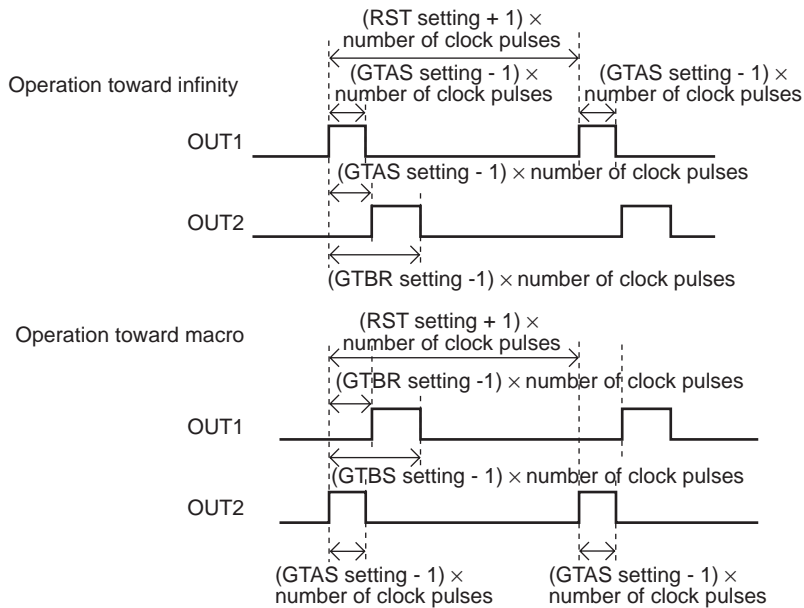 (RST setting + 1) ×
number of clock pulses
Operation toward infinity
(GTAS setting - 1) ×
number of clock pulses
(GTAS setting - 1) ×
number of clock pulses
OUT1
(GTAS setting - 1) × number of clock pulses
OUT2
(GTBR setting -1) × number of clock pulses
Operation toward macro
(RST setting + 1) ×
number of clock pulses
(GTBR setting -1) × number of clock pulses
OUT1
(GTBS setting - 1) × number of clock pulses
OUT2
(GTAS setting - 1) ×
number of clock pulses
(GTAS setting - 1) ×
number of clock pulses